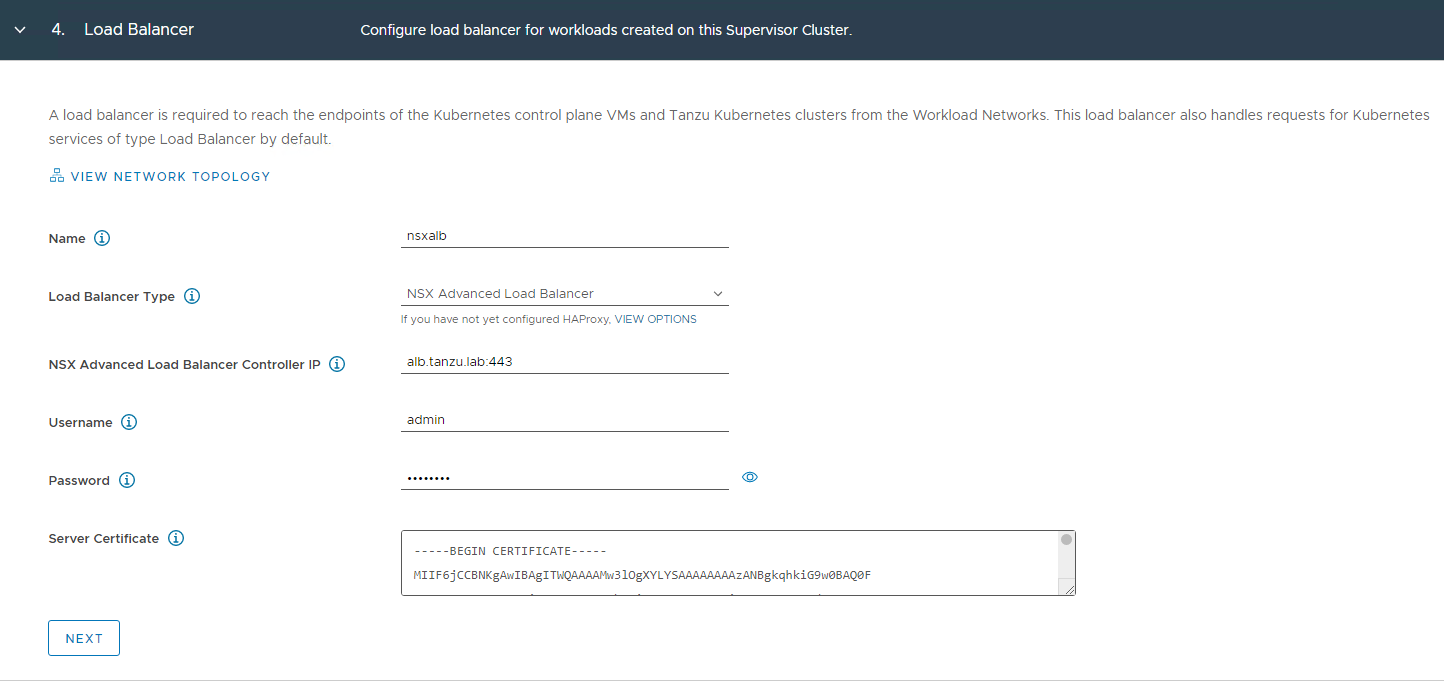 4. Load Balancer Configure load balancer for workloads created on this Supervisor Cluster.
A load balancer is required to reach the endpoints of the Kubernetes control plane VMs and Tanzu Kubernetes clusters from the Workload Networks. This load balancer also handles requests for Kubernetes
services of type Load Balancer by default.
VIEW NETWORK TOPOLOGY
Name nsxalb
Load Balancer Type NSX Advanced Load Balancer
If you have not yet configured HAProxy, VIEW OPTIONS
NSX Advanced Load Balancer Controller IP alb.tanzu.lab:443
Username admin
Password ••••••••
Server Certificate -----BEGIN CERTIFICATE-----
MIIF6jCCBNKgAwIBAgITWQAAAAMw3lOgXYLYSAAAAAAAAzANBgkqhkiG9w0BAQ0F
NEXT